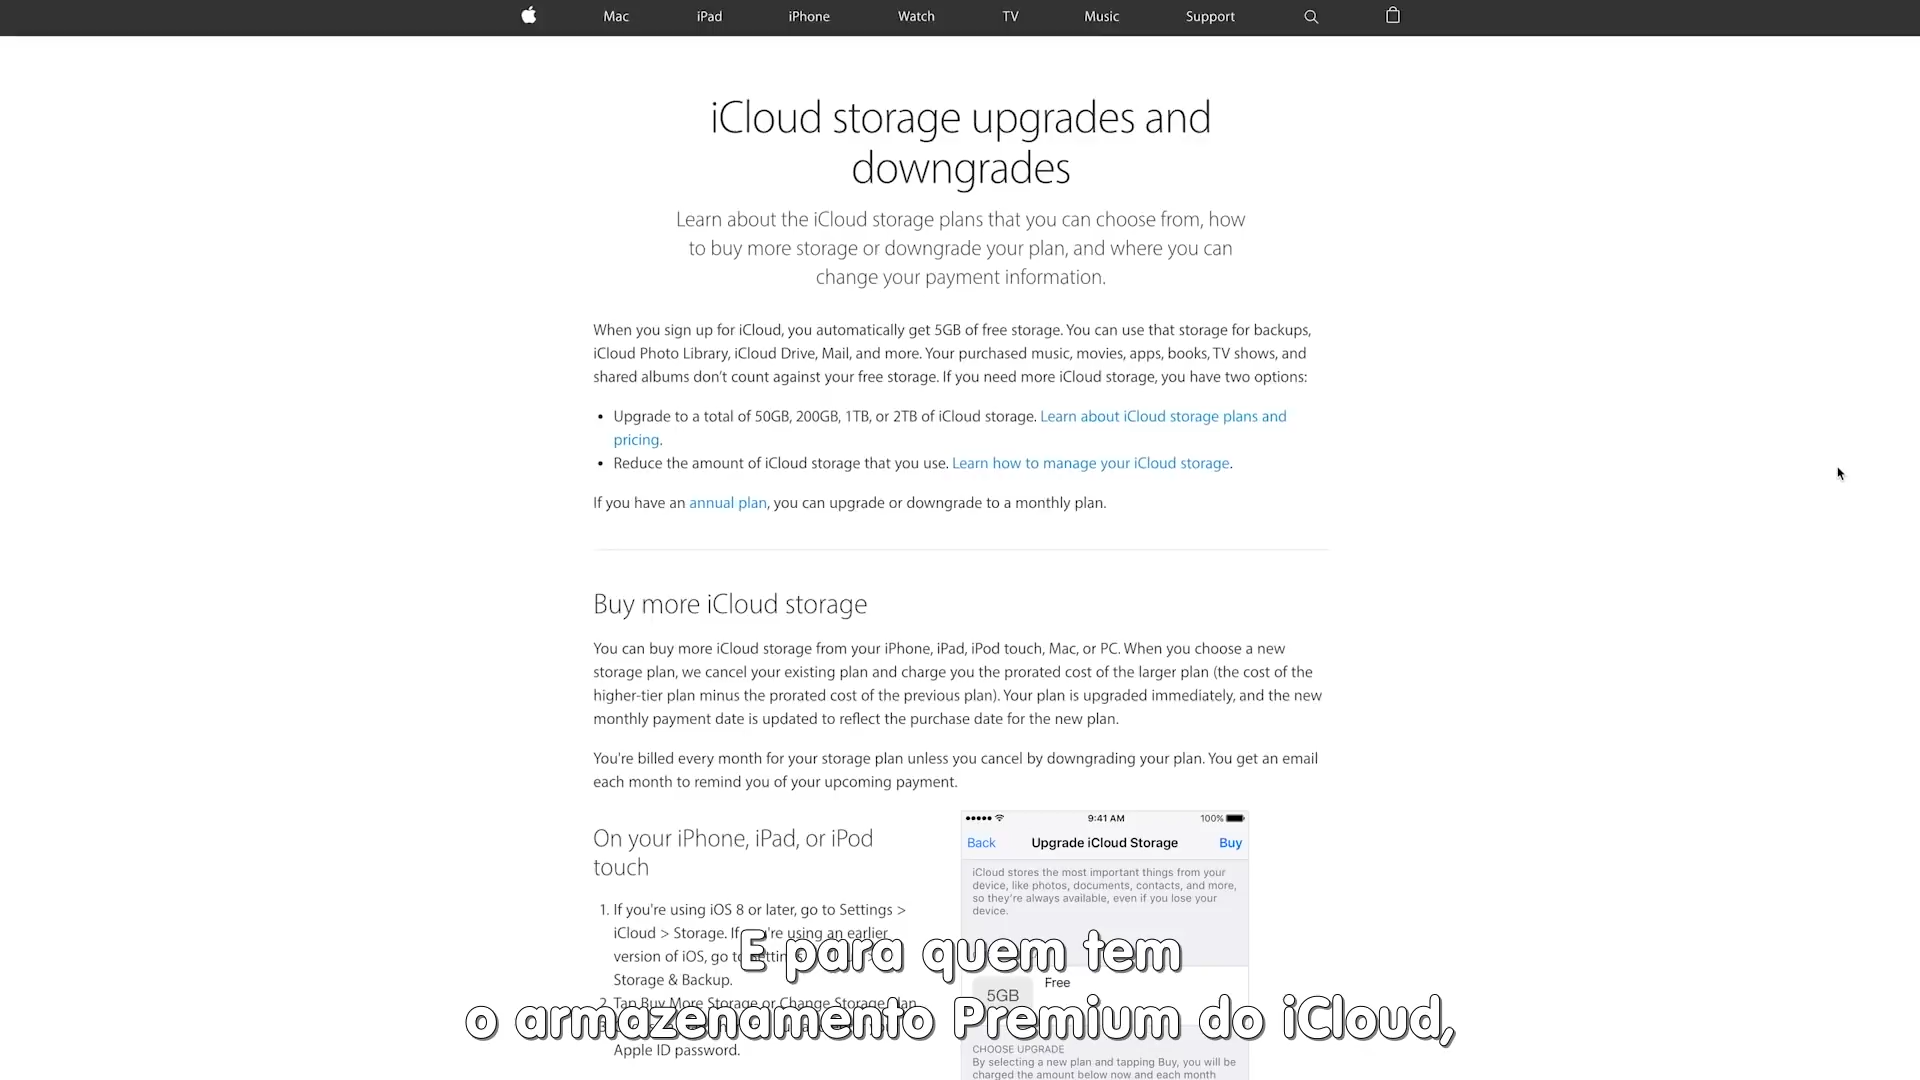 Mac iPad iPhone Watch TV Music Support
iCloud storage upgrades and
downgrades
Learn about the iCloud storage plans that you can choose from, how
to buy more storage or downgrade your plan, and where you can
change your payment information.
When you sign up for iCloud, you automatically get 5GB of free storage. You can use that storage for backups,
iCloud Photo Library, iCloud Drive, Mail, and more. Your purchased music, movies, apps, books, TV shows, and
shared albums don’t count against your free storage. If you need more iCloud storage, you have two options:
• Upgrade to a total of 50GB, 200GB, 1TB, or 2TB of iCloud storage. Learn about iCloud storage plans and
pricing.
• Reduce the amount of iCloud storage that you use. Learn how to manage your iCloud storage.
If you have an annual plan, you can upgrade or downgrade to a monthly plan.
Buy more iCloud storage
You can buy more iCloud storage from your iPhone, iPad, iPod touch, Mac, or PC. When you choose a new
storage plan, we cancel your existing plan and charge you the prorated cost of the larger plan (the cost of the
higher-tier plan minus the prorated cost of the previous plan). Your plan is upgraded immediately, and the new
monthly payment date is updated to reflect the purchase date for the new plan.
You're billed every month for your storage plan unless you cancel by downgrading your plan. You get an email
each month to remind you of your upcoming payment.
On your iPhone, iPad, or iPod
touch
1. If you're using iOS 8 or later, go to Settings >
iCloud > Storage. If you're using an earlier
version of iOS, go to Settings
Storage & Backup.
2. Tap Buy More Storage or Change Storage Plan.
Apple ID password.
9:41 AM 100%
Back Upgrade iCloud Storage Buy
iCloud stores the most important things from your
device, like photos, documents, contacts, and more,
so they're always available, even if you lose your
device.
5GB Free
CHOOSE UPGRADE
By selecting a new plan and tapping Buy, you will be
charged the amount below now and each month
E para quem tem
o armazenamento Premium do iCloud,